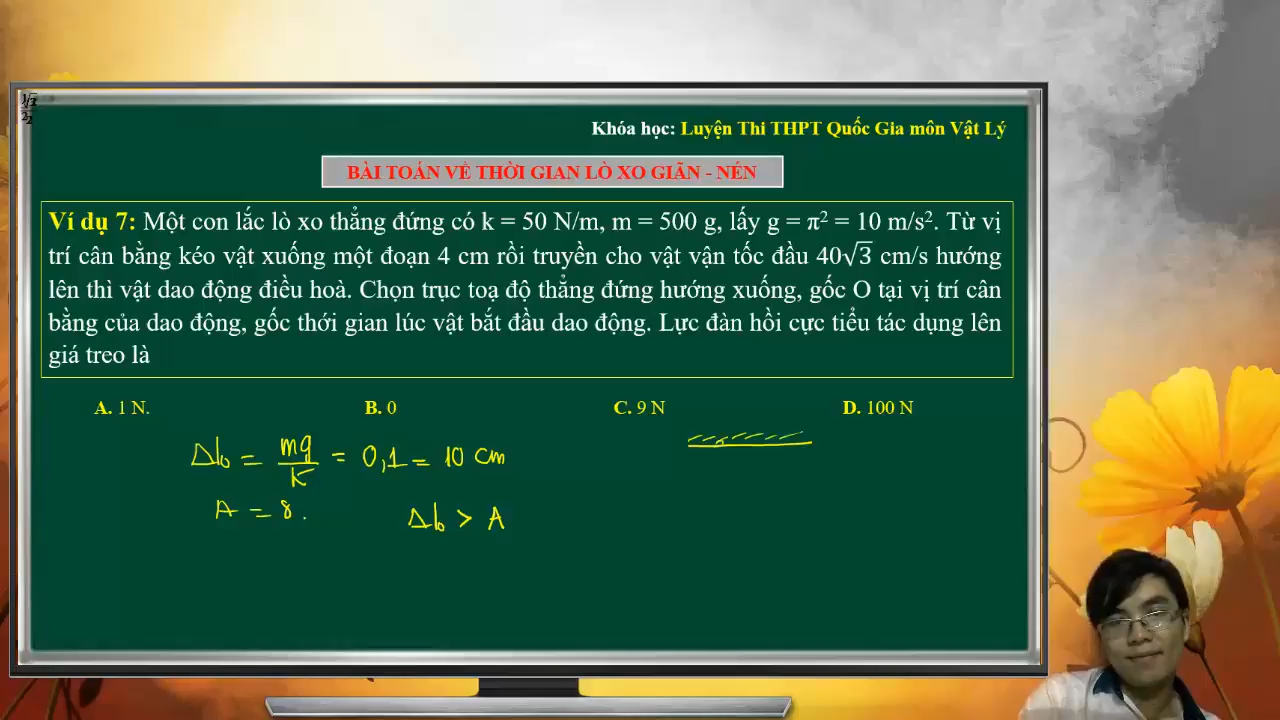 Khóa học: Luyện Thi THPT Quốc Gia môn Vật Lý
BÀI TOÁN VỀ THỜI GIAN LÒ XO GIÃN - NÉN
Ví dụ 7: Một con lắc lò xo thẳng đứng có k = 50 N/m, m = 500 g, lấy g = π² = 10 m/s². Từ vị
trí cân bằng kéo vật xuống một đoạn 4 cm rồi truyền cho vật vận tốc đầu 40√3 cm/s hướng
lên thì vật dao động điều hoà. Chọn trục toạ độ thẳng đứng hướng xuống, gốc O tại vị trí cân
bằng của dao động, gốc thới gian lúc vật bắt đầu dao động. Lực đàn hồi cực tiểu tác dụng lên
giá treo là
A. 1 N. B. 0 C. 9 N D. 100 N
Δl₀ = mg/k = 0,1 = 10 cm
A = 8. Δl₀ > A